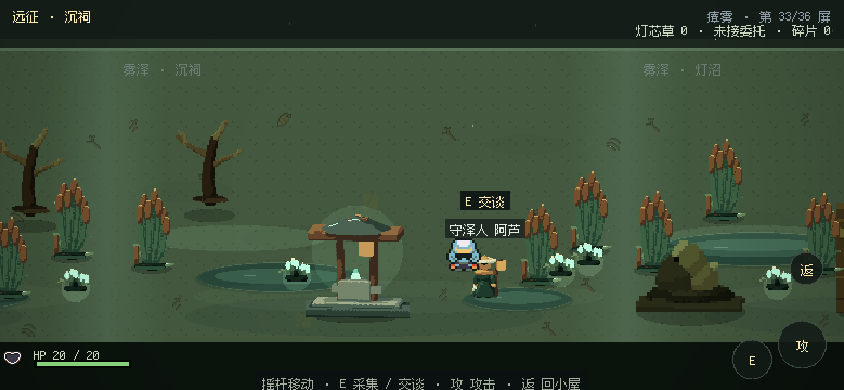 远征 · 沉祠
瘴雾 · 第 33/36 屏
灯芯草 0 · 未接委托 · 碎片 0
雾泽 · 沉祠
雾泽 · 灯沼
E 交谈
守泽人 阿芦
返
攻
E
HP 20 / 20
摇杆移动 · E 采集 / 交谈 · 攻 攻击 · 返 回小屋